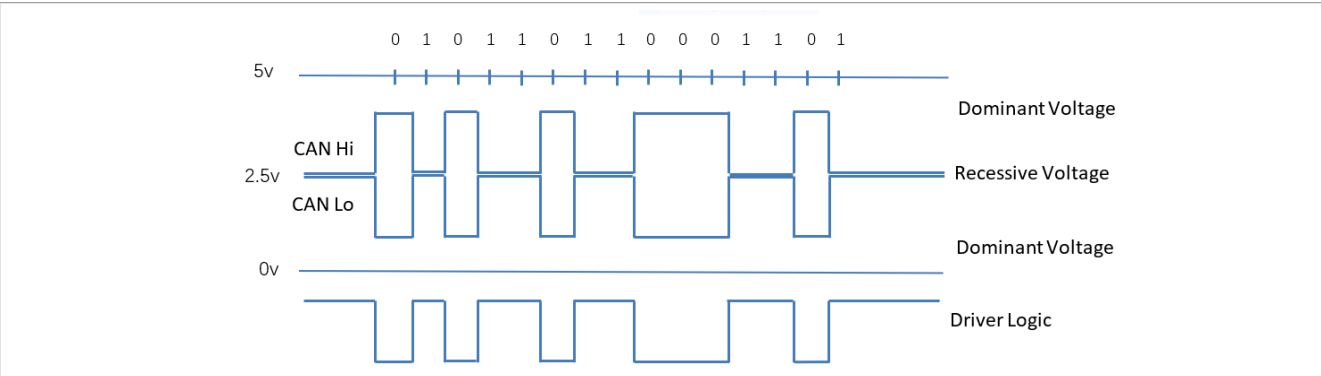 0 1 0 1 1 0 1 1 0 0 0 1 1 0 1
5v
Dominant Voltage
CAN Hi
2.5v
Recessive Voltage
CAN Lo
Dominant Voltage
0v
Driver Logic